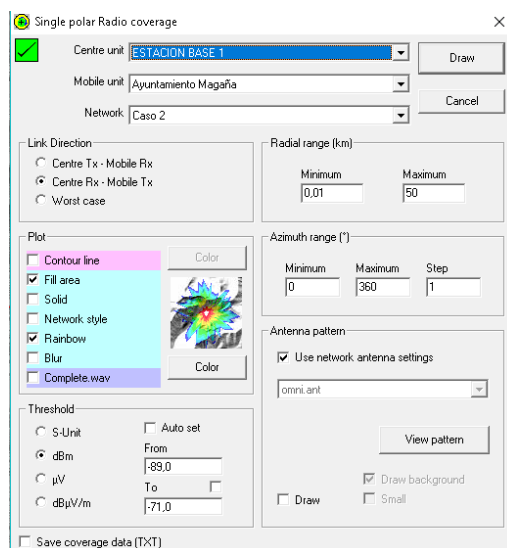 Single polar Radio coverage
Centre unit ESTACION BASE 1
Draw
Mobile unit Ayuntamiento Magaña
Cancel
Network Caso 2
Link Direction
Centre Tx - Mobile Rx
Centre Rx - Mobile Tx
Worst case
Radial range (km)
Minimum Maximum
0,01 50
Plot
Contour line
Fill area
Solid
Network style
Rainbow
Blur
Complete.wav
Color
Color
Azimuth range (°)
Minimum Maximum Step
0 360 1
Antenna pattern
Use network antenna settings
omni.ant
View pattern
Draw background
Draw
Small
Threshold
S-Unit
dBm
µV
dBµV/m
Auto set
From
-89,0
To
-71,0
Save coverage data (TXT)